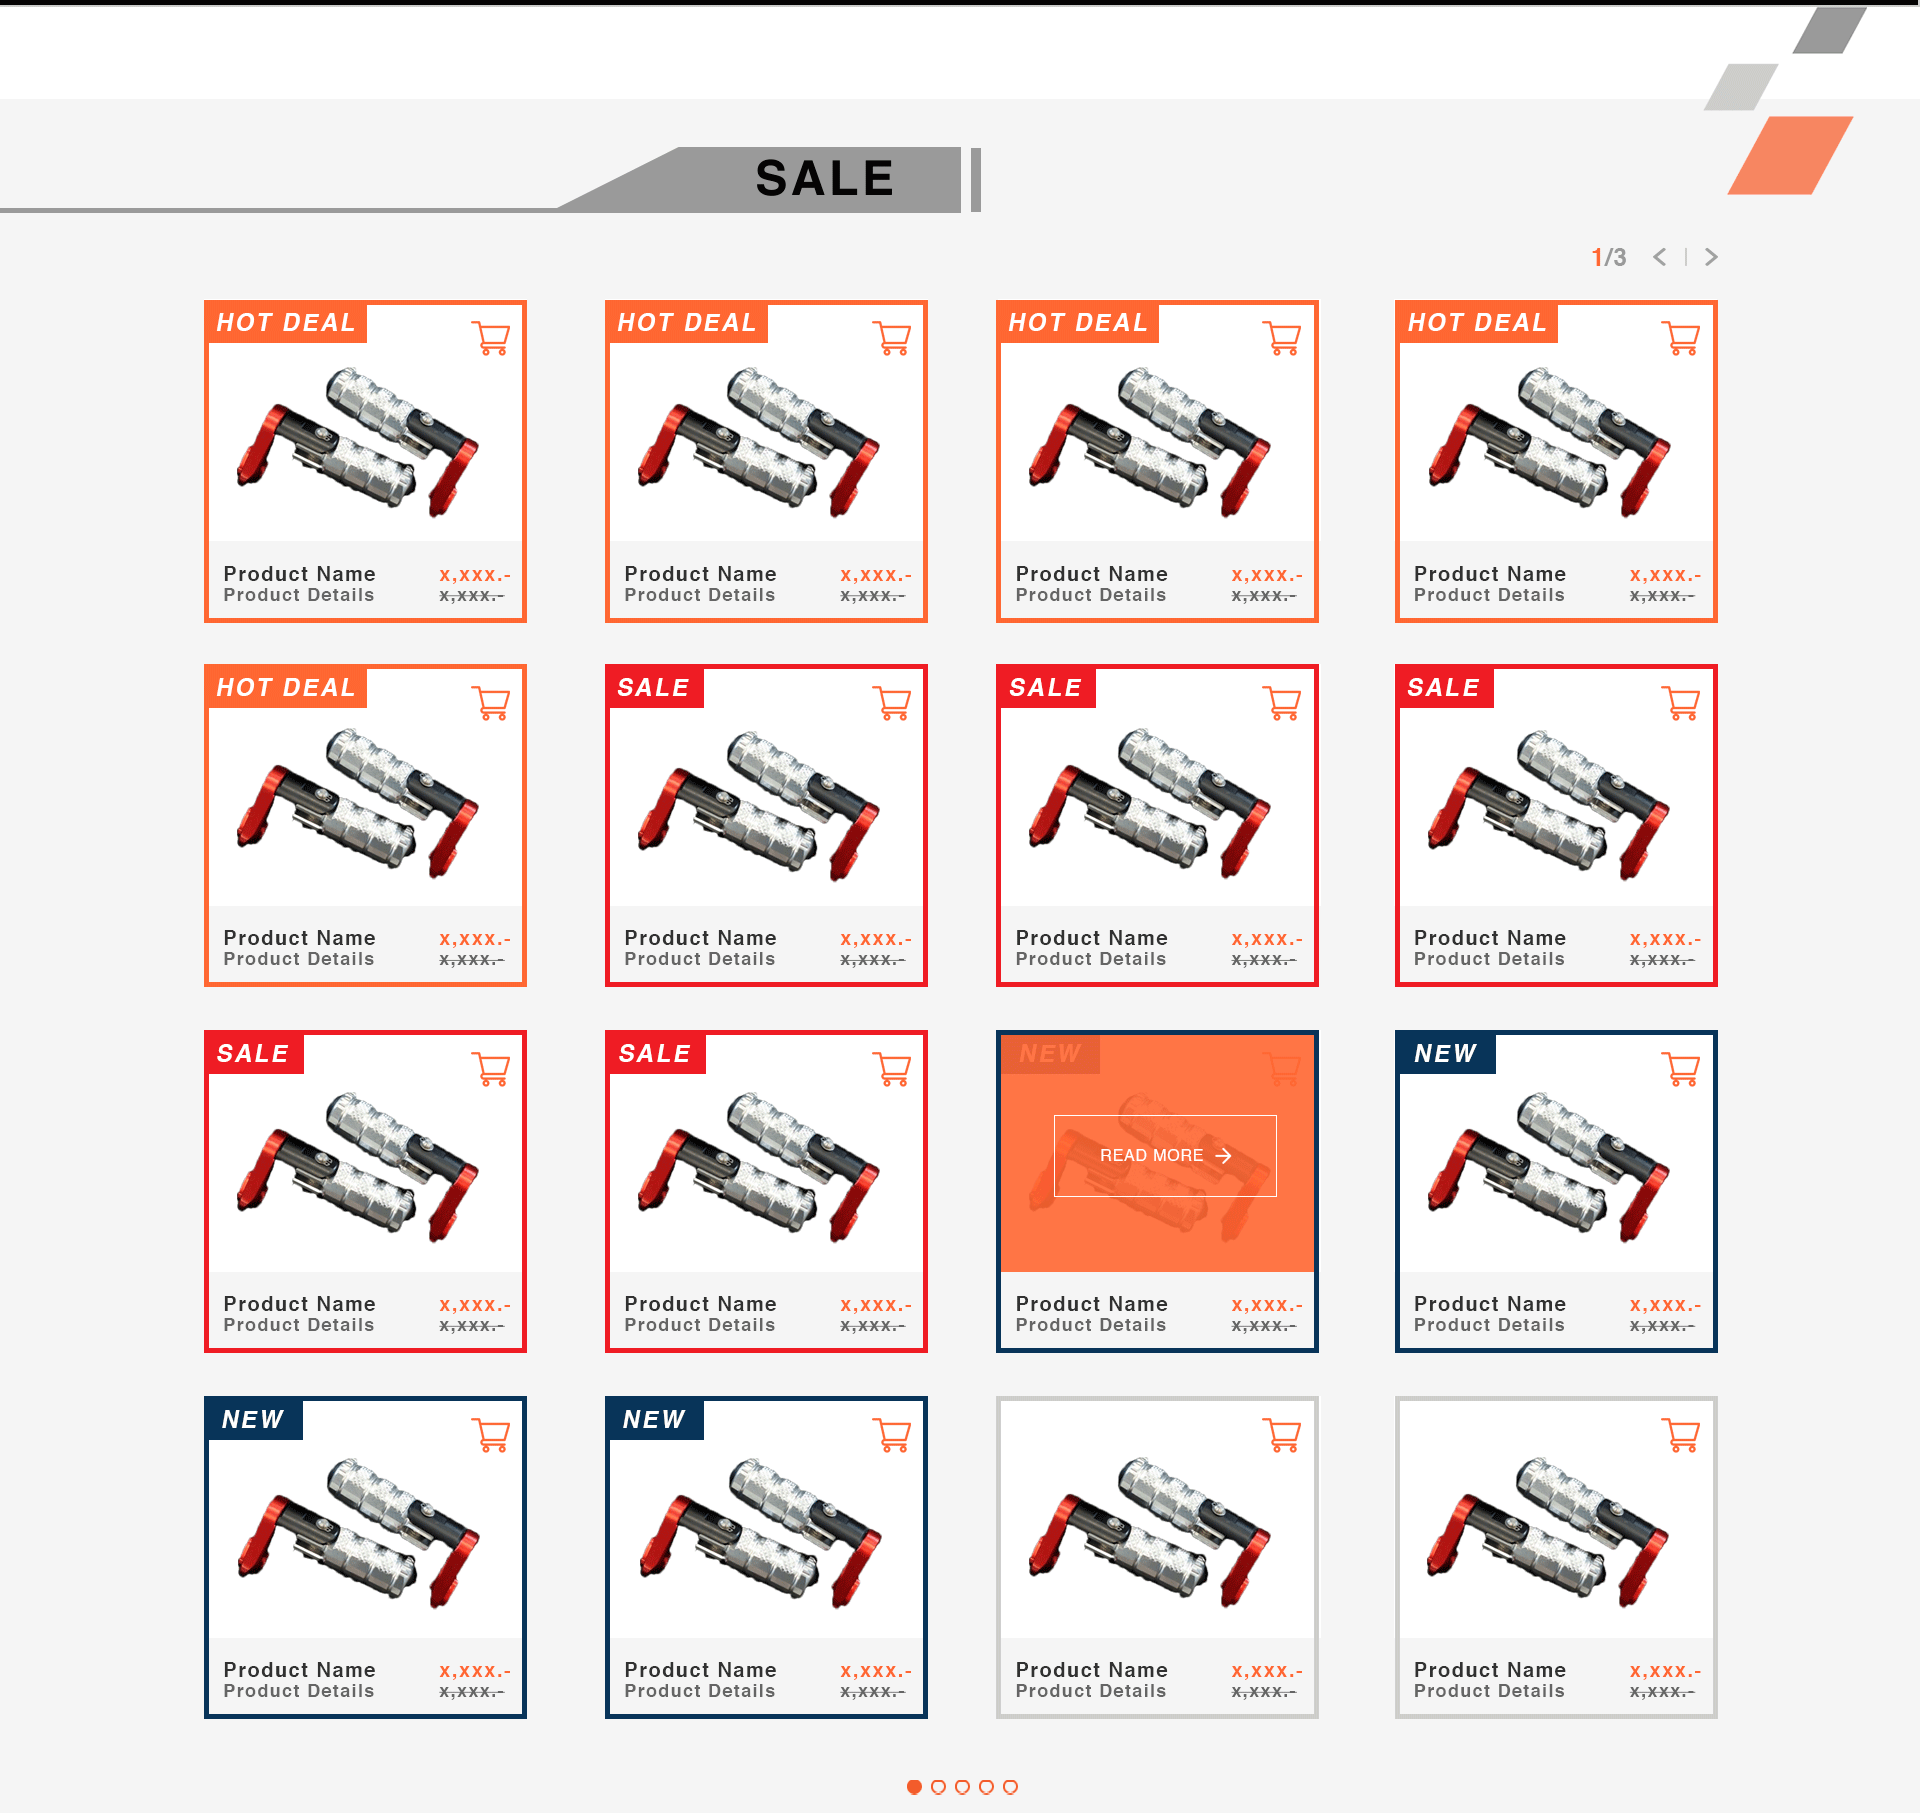 SALE
1/3
HOT DEAL
Product Name x,xxx.-
Product Details x,xxx.-
HOT DEAL
Product Name x,xxx.-
Product Details x,xxx.-
HOT DEAL
Product Name x,xxx.-
Product Details x,xxx.-
HOT DEAL
Product Name x,xxx.-
Product Details x,xxx.-
HOT DEAL
Product Name x,xxx.-
Product Details x,xxx.-
SALE
Product Name x,xxx.-
Product Details x,xxx.-
SALE
Product Name x,xxx.-
Product Details x,xxx.-
SALE
Product Name x,xxx.-
Product Details x,xxx.-
SALE
Product Name x,xxx.-
Product Details x,xxx.-
SALE
Product Name x,xxx.-
Product Details x,xxx.-
NEW
READ MORE
Product Name x,xxx.-
Product Details x,xxx.-
NEW
Product Name x,xxx.-
Product Details x,xxx.-
NEW
Product Name x,xxx.-
Product Details x,xxx.-
NEW
Product Name x,xxx.-
Product Details x,xxx.-
Product Name x,xxx.-
Product Details x,xxx.-
Product Name x,xxx.-
Product Details x,xxx.-